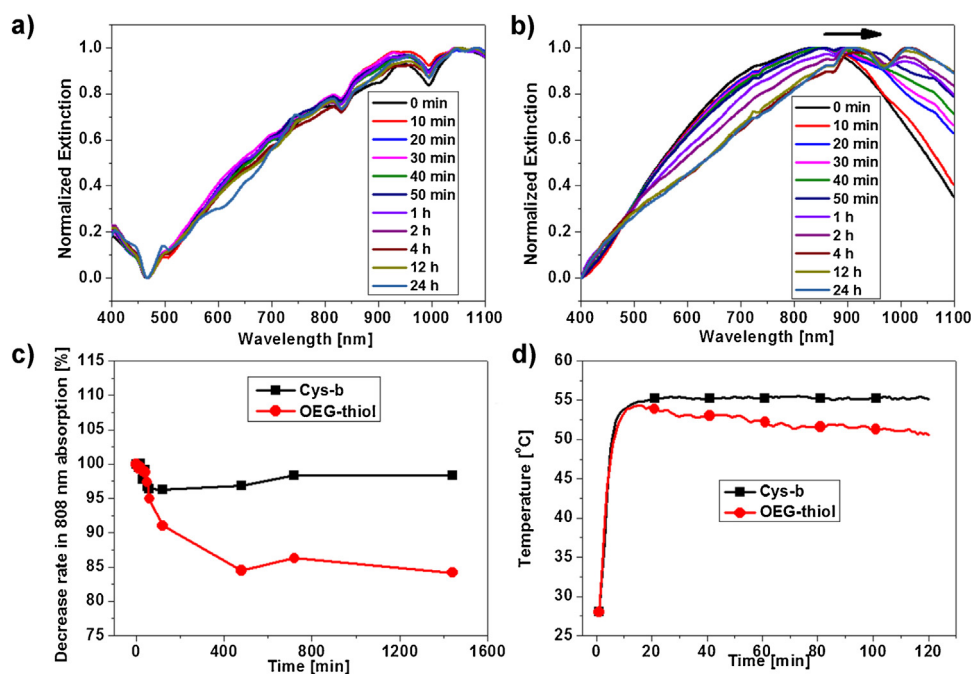 a)
1.0
0.8
0.6
0.4
0.2
0.0
Normalized Extinction
0 min
10 min
20 min
30 min
40 min
50 min
1 h
2 h
4 h
12 h
24 h
400 500 600 700 800 900 1000 1100
Wavelength [nm]
b)
1.0
0.8
0.6
0.4
0.2
0.0
Normalized Extinction
0 min
10 min
20 min
30 min
40 min
50 min
1 h
2 h
4 h
12 h
24 h
400 500 600 700 800 900 1000 1100
Wavelength [nm]
c)
115
110
105
100
95
90
85
80
75
Decrease rate in 808 nm absorption [%]
Cys-b
OEG-thiol
0 400 800 1200 1600
Time [min]
d)
60
55
50
45
40
35
30
25
Temperature [°C]
Cys-b
OEG-thiol
0 20 40 60 80 100 120
Time [min]